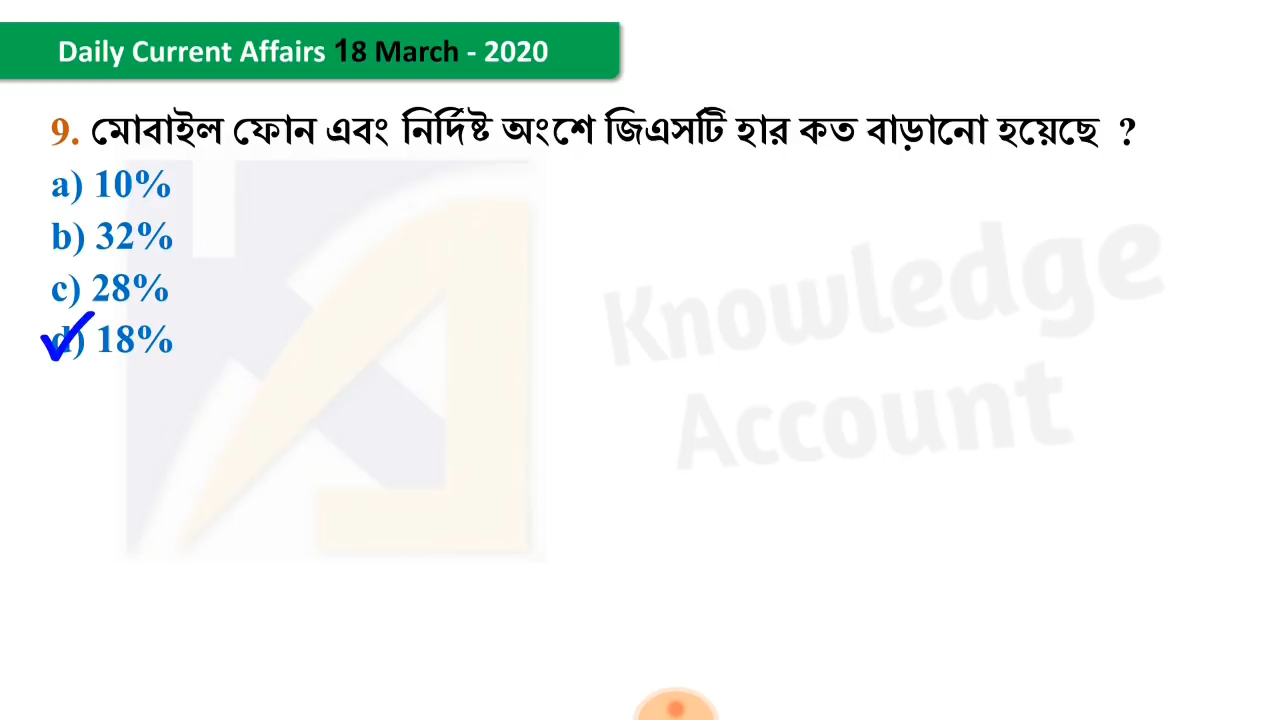 Daily Current Affairs 18 March - 2020
9. মোবাইল ফোন এবং নির্দিষ্ট অংশে জিএসটি হার কত বাড়ানো হয়েছে ?
a) 10%
b) 32%
c) 28%
d) 18%
Knowledge
Account